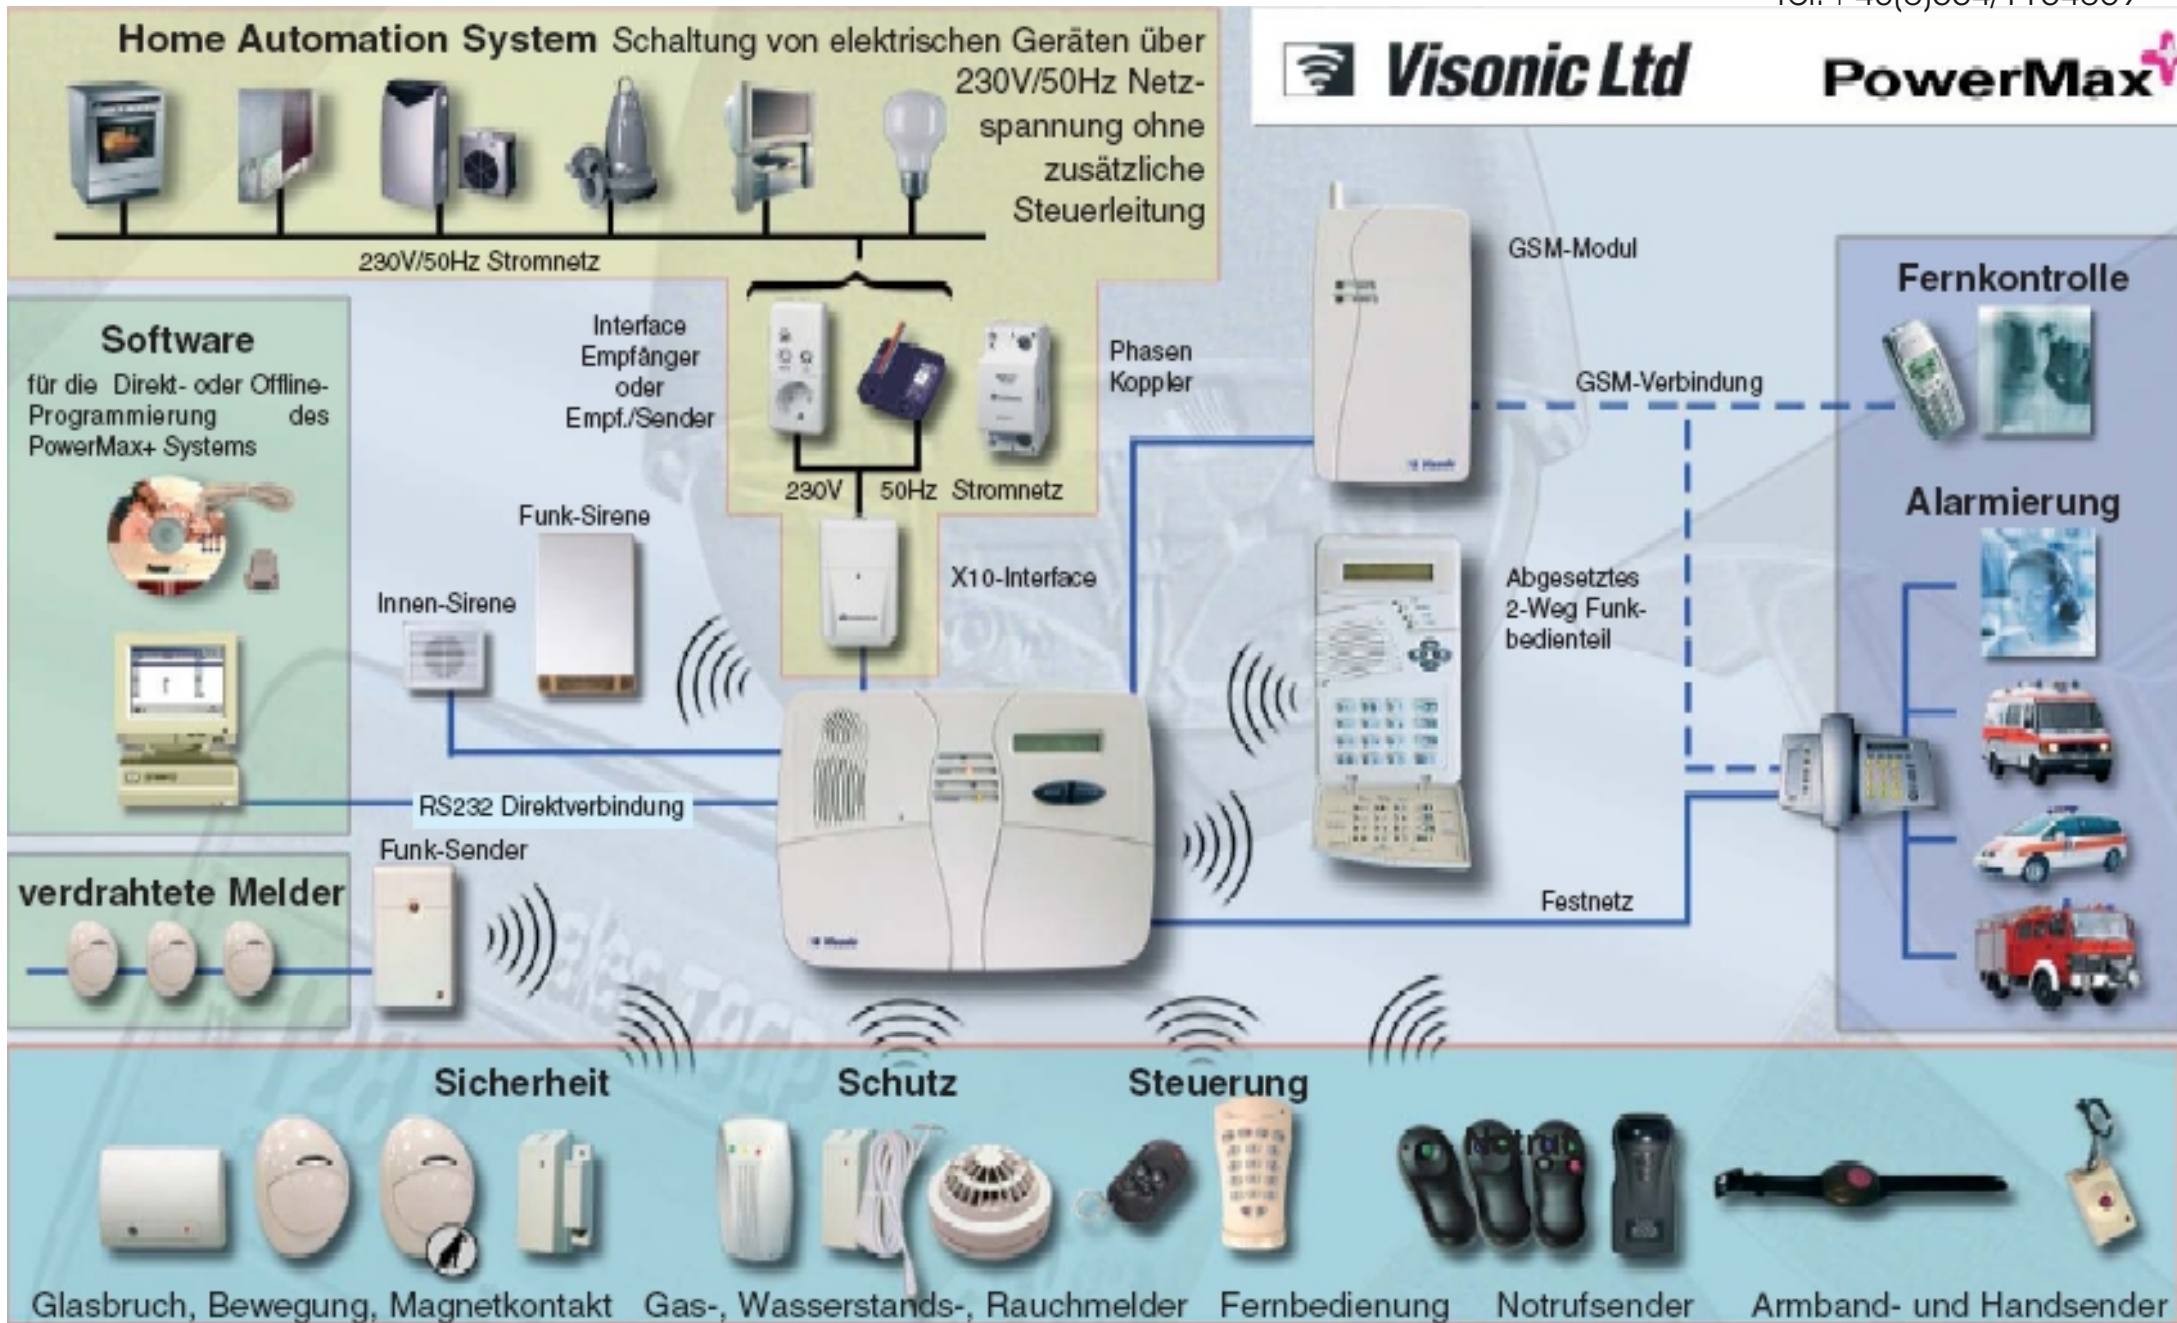 Home Automation System Schaltung von elektrischen Geräten über
230V/50Hz Netz-
spannung ohne
zusätzliche
Steuerleitung
230V/50Hz Stromnetz
Visonic Ltd
PowerMax
Software
für die Direkt- oder Offline-
Programmierung des
PowerMax+ Systems
Interface
Empfänger
oder
Empf./Sender
Phasen
Koppler
230V 50Hz Stromnetz
GSM-Modul
GSM-Verbindung
Fernkontrolle
Alarmierung
Funk-Sirene
Innen-Sirene
X10-Interface
Abgesetztes
2-Weg Funk-
bedienteil
RS232 Direktverbindung
Funk-Sender
verdrahtete Melder
Visonic
Visonic
Festnetz
Sicherheit
Schutz
Steuerung
Notruf
Glasbruch, Bewegung, Magnetkontakt
Gas-, Wasserstands-, Rauchmelder
Fernbedienung
Notrufsender
Armband- und Handsender